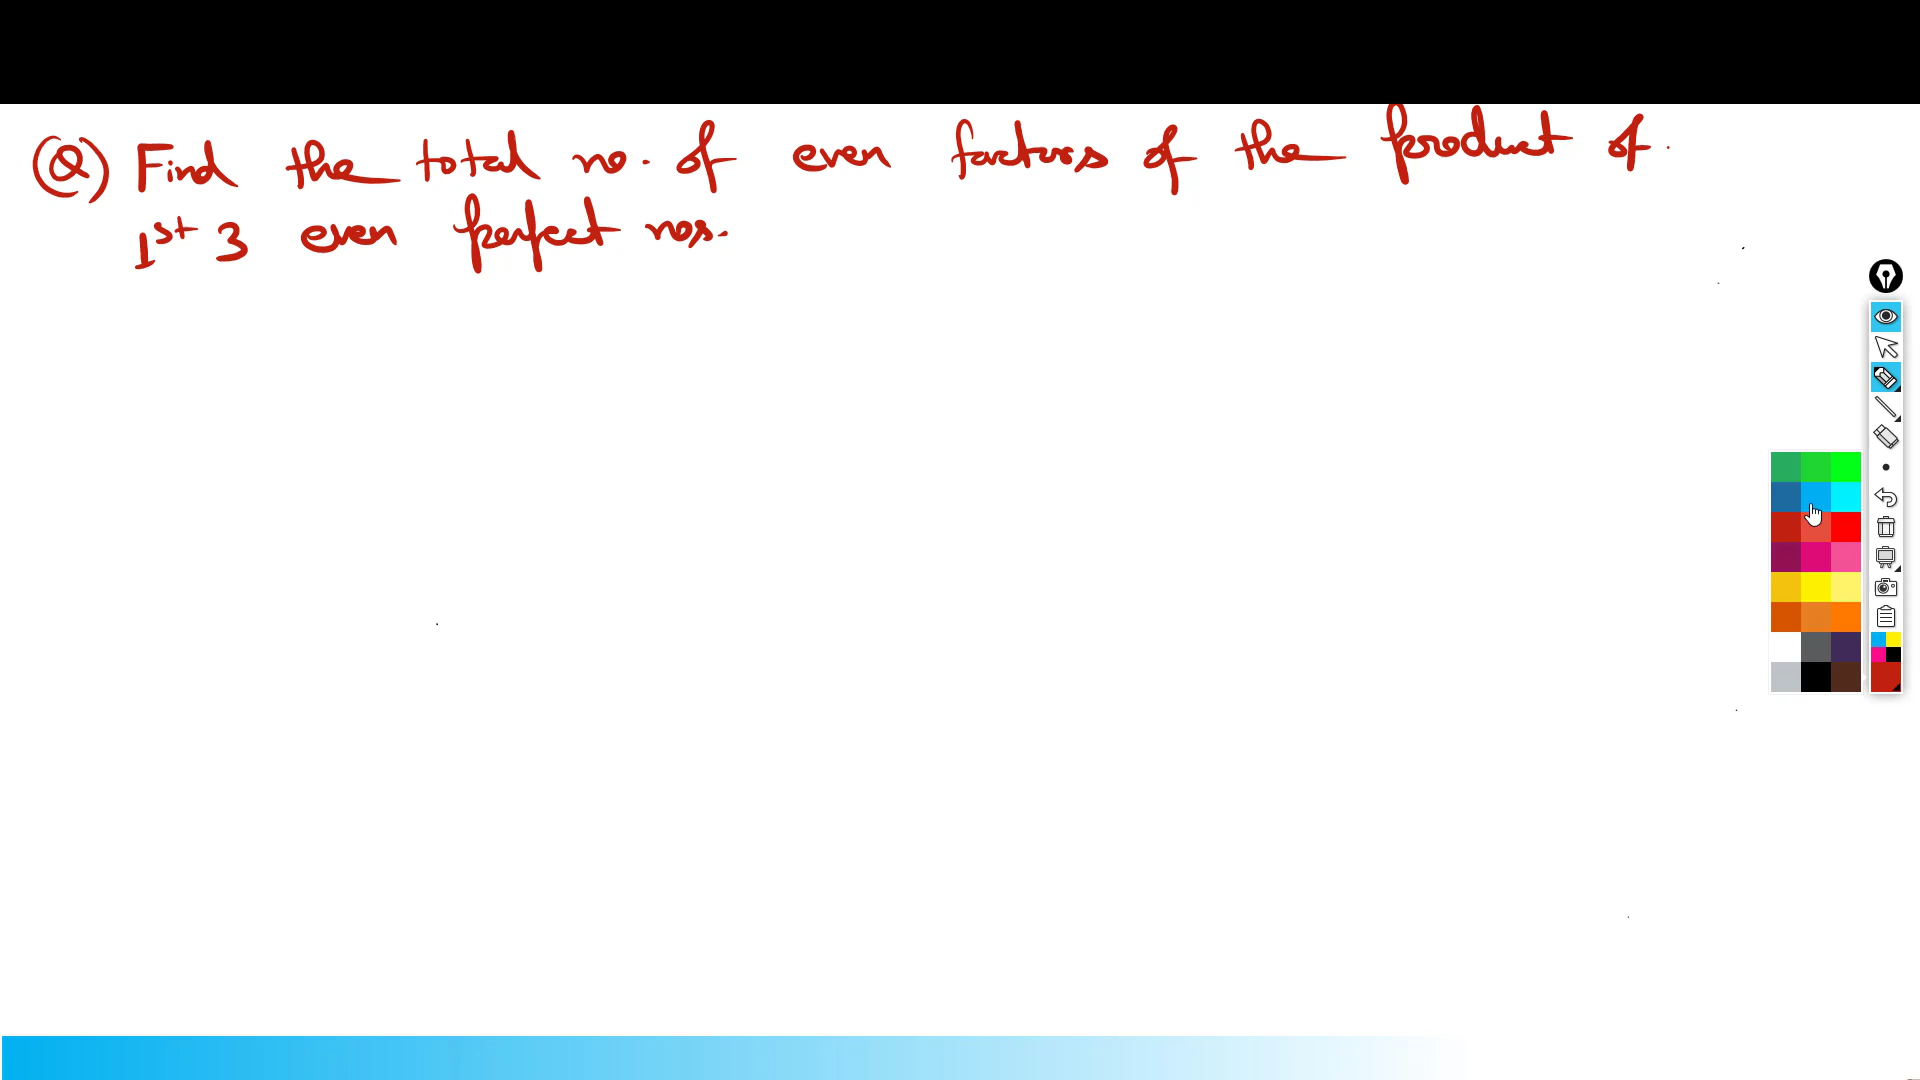 (Q) Find the total no. of even factors of the product of
1st 3 even perfect nos.